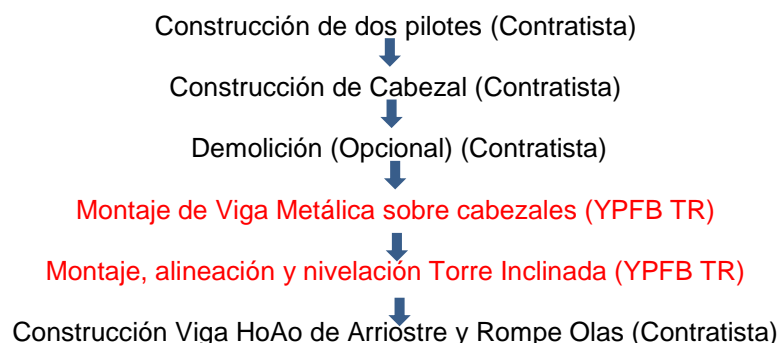 Construcción de dos pilotes (Contratista)
Construcción de Cabezal (Contratista)
Demolición (Opcional) (Contratista)
Montaje de Viga Metálica sobre cabezales (YPFB TR)
Montaje, alineación y nivelación Torre Inclinada (YPFB TR)
Construcción Viga HoAo de Arriostre y Rompe Olas (Contratista)